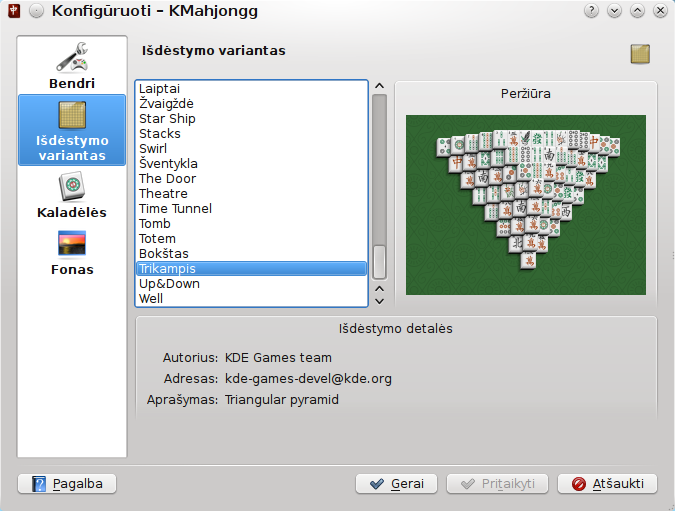 Konfigūruoti – KMahjongg
Bendri
Išdėstymo
variantas
Kaladėlės
Fonas
Išdėstymo variantas
Laiptai
Žvaigždė
Star Ship
Stacks
Swirl
Šventykla
The Door
Theatre
Time Tunnel
Tomb
Totem
Bokštas
Trikampis
Up&Down
Well
Peržiūra
Išdėstymo detalės
Autorius: KDE Games team
Adresas: kde-games-devel@kde.org
Aprašymas: Triangular pyramid
Pagalba
Gerai
Pritaikyti
Atšaukti